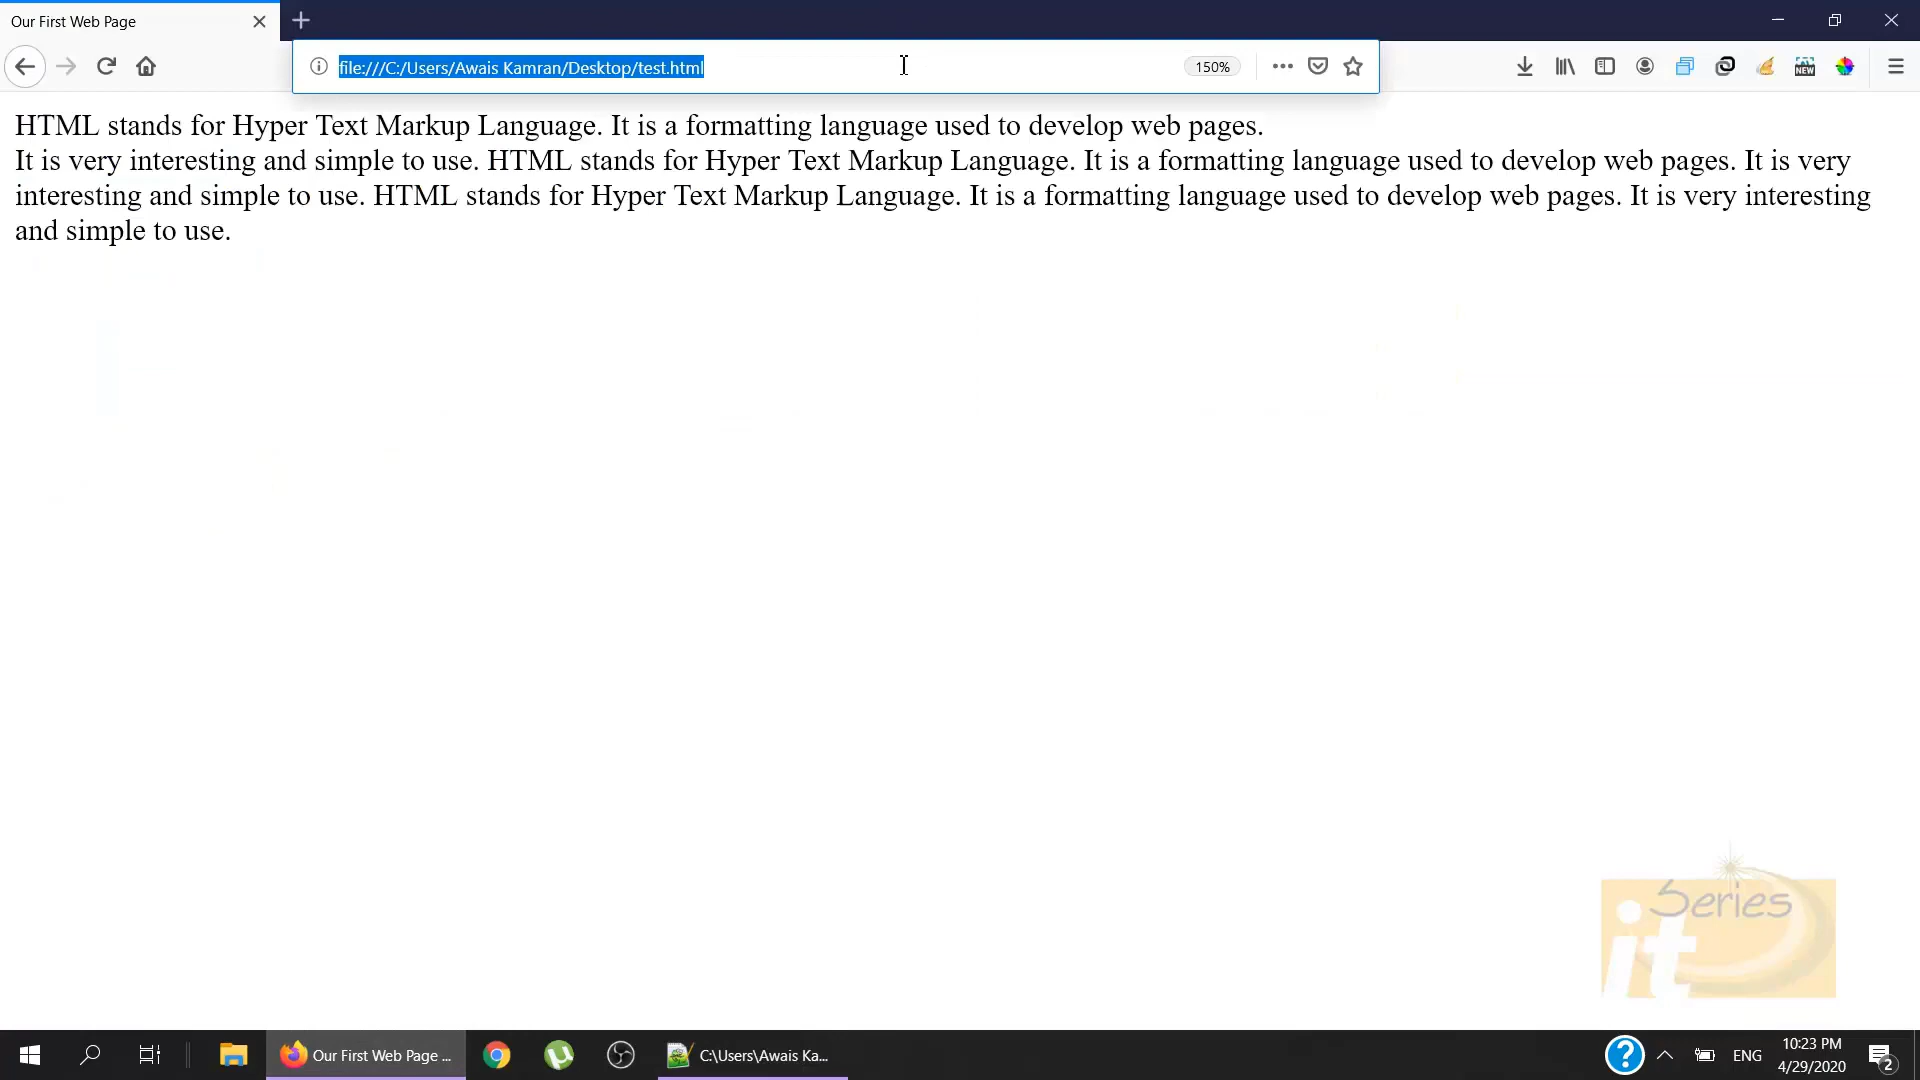 Our First Web Page
file:///C:/Users/Awais Kamran/Desktop/test.html
150%
NEW
HTML stands for Hyper Text Markup Language. It is a formatting language used to develop web pages.
It is very interesting and simple to use. HTML stands for Hyper Text Markup Language. It is a formatting language used to develop web pages. It is very
interesting and simple to use. HTML stands for Hyper Text Markup Language. It is a formatting language used to develop web pages. It is very interesting
and simple to use.
Series
it
Our First Web Page ...
C:\Users\Awais Ka...
ENG
10:23 PM
4/29/2020
2